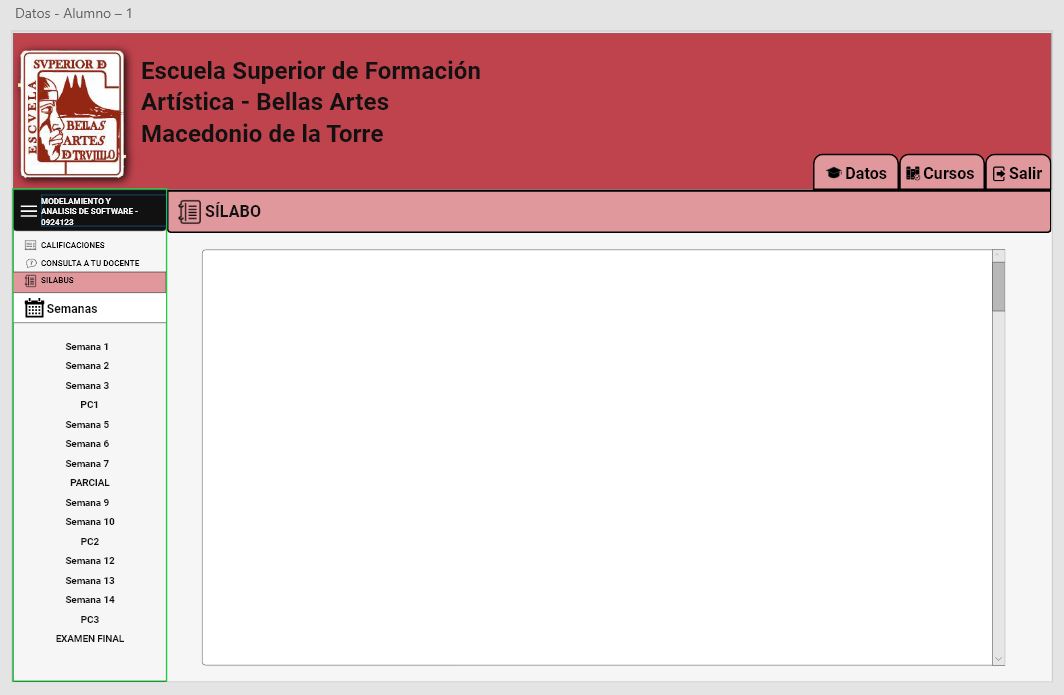 Datos - Alumno – 1
SVPERIOR D
ESCVELA
BELLAS
ARTES
D TRVJILLO
Escuela Superior de Formación
Artística - Bellas Artes
Macedonio de la Torre
Datos
Cursos
Salir
MODELAMIENTO Y
ANALISIS DE SOFTWARE -
0924123
CALIFICACIONES
CONSULTA A TU DOCENTE
SILABUS
Semanas
Semana 1
Semana 2
Semana 3
PC1
Semana 5
Semana 6
Semana 7
PARCIAL
Semana 9
Semana 10
PC2
Semana 12
Semana 13
Semana 14
PC3
EXAMEN FINAL
SÍLABO